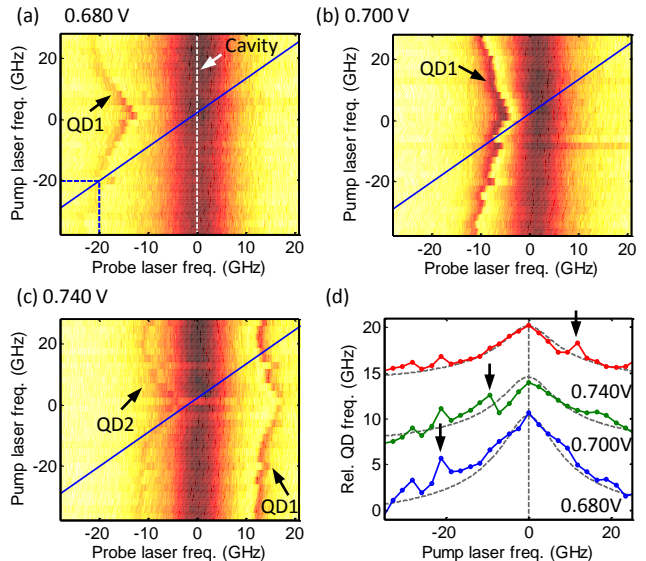 (a) 0.680 V
Cavity
QD1
Pump laser freq. (GHz)
20
10
0
-10
-20
-30
-20 -10 0 10 20
Probe laser freq. (GHz)
(b) 0.700 V
QD1
Pump laser freq. (GHz)
20
0
-20
-20 -10 0 10 20
Probe laser freq. (GHz)
(c) 0.740 V
QD2
QD1
Pump laser freq. (GHz)
20
0
-20
-20 -10 0 10 20
Probe laser freq. (GHz)
(d)
0.740V
0.700V
0.680V
Rel. QD freq. (GHz)
20
15
10
5
0
-20 0 20
Pump laser freq. (GHz)